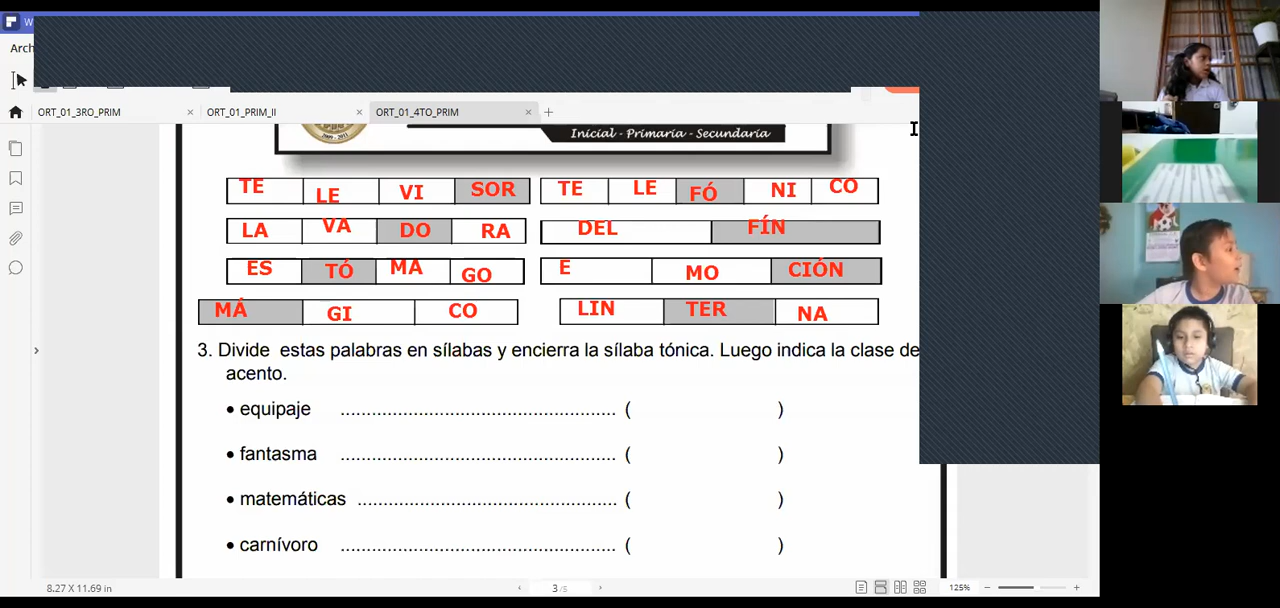 W
Arch
ORT_01_3RO_PRIM × ORT_01_PRIM_II × ORT_01_4TO_PRIM × +
Inicial - Primaria - Secundaria
TE LE VI SOR TE LE FÓ NI CO
LA VA DO RA DEL FÍN
ES TÓ MA GO E MO CIÓN
MÁ GI CO LIN TER NA
3. Divide estas palabras en sílabas y encierra la sílaba tónica. Luego indica la clase de
acento.
• equipaje ..................................................... ( )
• fantasma ..................................................... ( )
• matemáticas .................................................. ( )
• carnívoro ..................................................... ( )
8.27 x 11.69 in 3 /5 125%